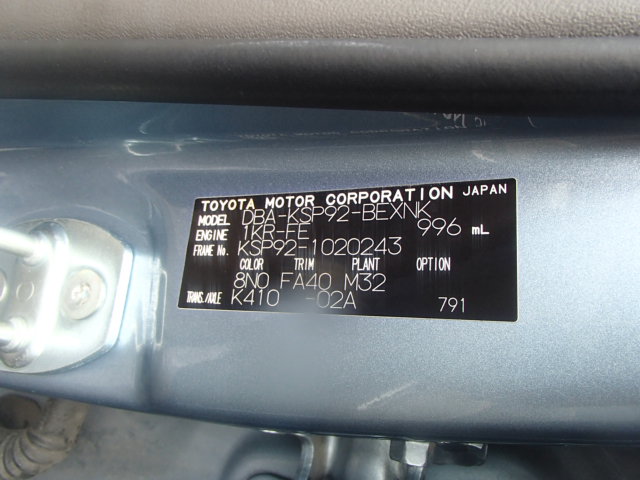 TOYOTA MOTOR CORPORATION JAPAN
MODEL DBA-KSP92-BEXNK
ENGINE 1KR-FE 996 mL
FRAME No. KSP92-1020243
COLOR TRIM PLANT OPTION
8N0 FA40 M32
TRANS./AXLE K410 -02A 791